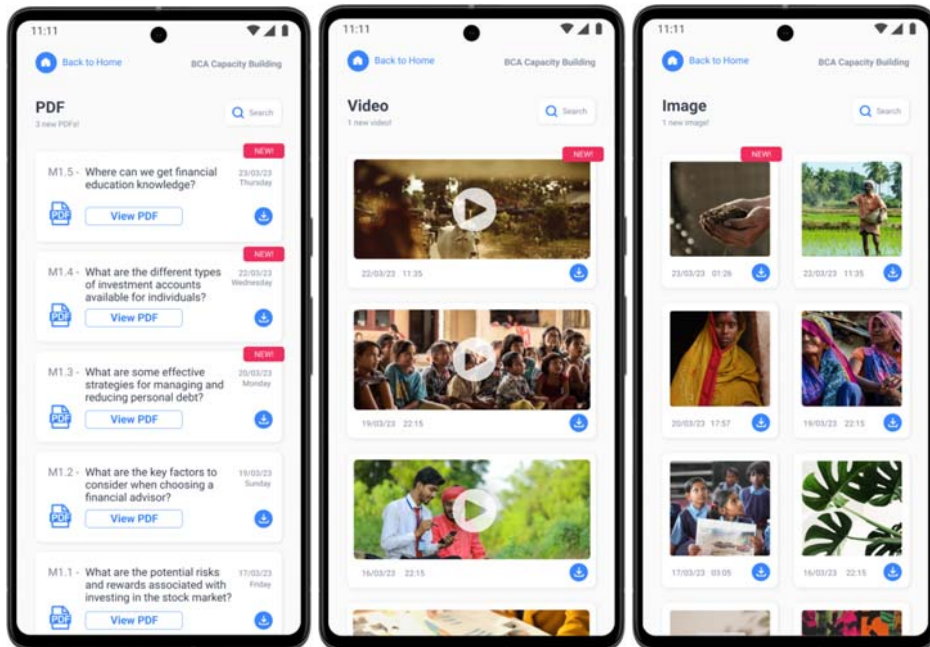 11:11
Back to Home
BCA Capacity Building
PDF
3 new PDFs!
Search
NEW!
M1.5 - Where can we get financial
education knowledge?
23/03/23
Thursday
PDF
View PDF
NEW!
M1.4 - What are the different types
of investment accounts
available for individuals?
22/03/23
Wednesday
PDF
View PDF
NEW!
M1.3 - What are some effective
strategies for managing and
reducing personal debt?
20/03/23
Monday
PDF
View PDF
M1.2 - What are the key factors to
consider when choosing a
financial advisor?
19/03/23
Sunday
PDF
View PDF
M1.1 - What are the potential risks
and rewards associated with
investing in the stock market?
17/03/23
Friday
PDF
View PDF
11:11
Back to Home
BCA Capacity Building
Video
1 new video!
Search
NEW!
22/03/23 11:35
19/03/23 22:15
16/03/23 22:15
11:11
Back to Home
BCA Capacity Building
Image
1 new image!
Search
NEW!
23/03/23 01:26
22/03/23 11:35
20/03/23 17:57
19/03/23 22:15
17/03/23 03:05
16/03/23 22:15